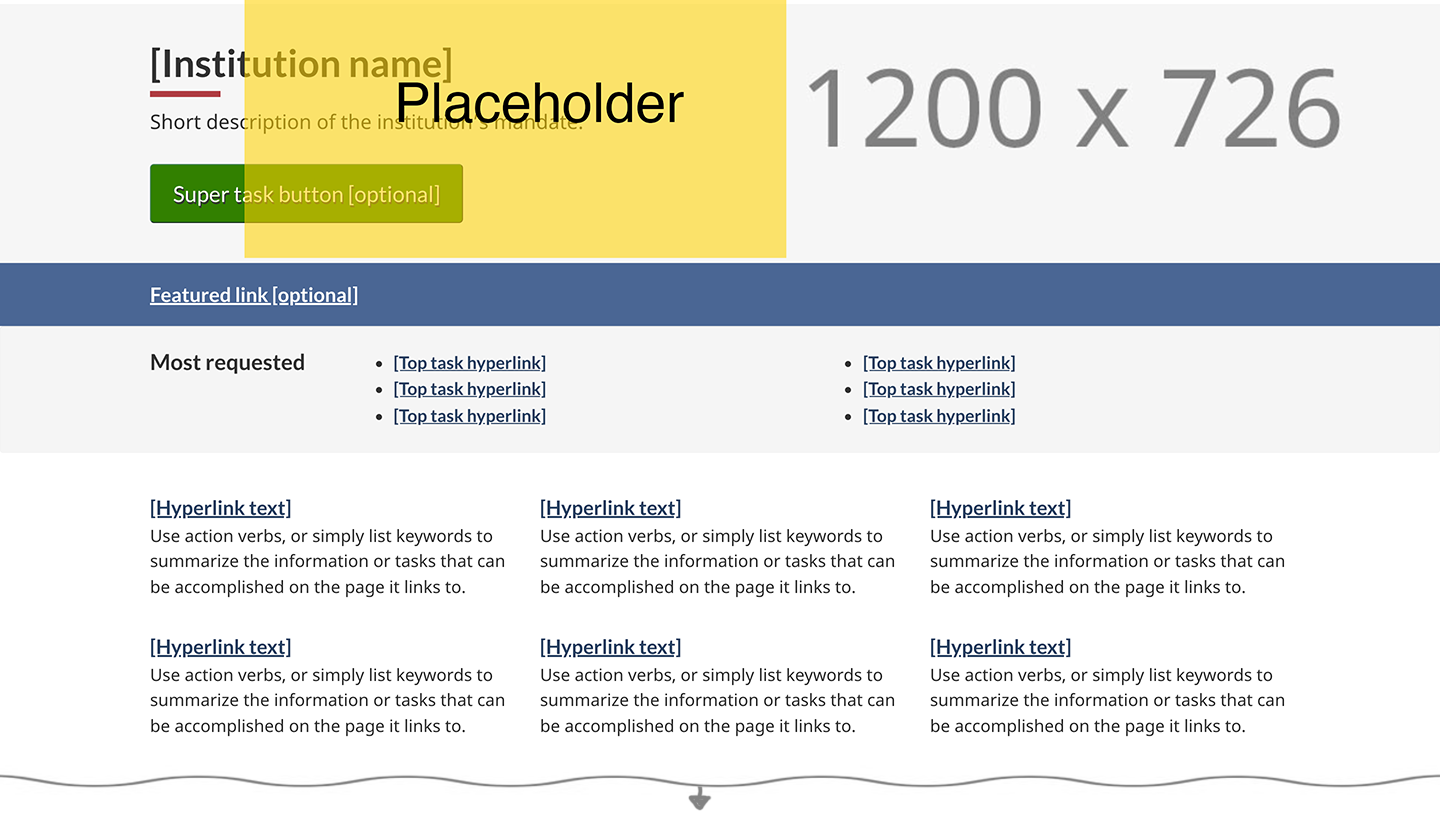 [Institution name]
Placeholder
Short description of the institution's mandate.
1200 x 726
Super task button [optional]
Featured link [optional]
Most requested
[Top task hyperlink]
[Top task hyperlink]
[Top task hyperlink]
[Top task hyperlink]
[Top task hyperlink]
[Top task hyperlink]
[Hyperlink text]
Use action verbs, or simply list keywords to
summarize the information or tasks that can
be accomplished on the page it links to.
[Hyperlink text]
Use action verbs, or simply list keywords to
summarize the information or tasks that can
be accomplished on the page it links to.
[Hyperlink text]
Use action verbs, or simply list keywords to
summarize the information or tasks that can
be accomplished on the page it links to.
[Hyperlink text]
Use action verbs, or simply list keywords to
summarize the information or tasks that can
be accomplished on the page it links to.
[Hyperlink text]
Use action verbs, or simply list keywords to
summarize the information or tasks that can
be accomplished on the page it links to.
[Hyperlink text]
Use action verbs, or simply list keywords to
summarize the information or tasks that can
be accomplished on the page it links to.